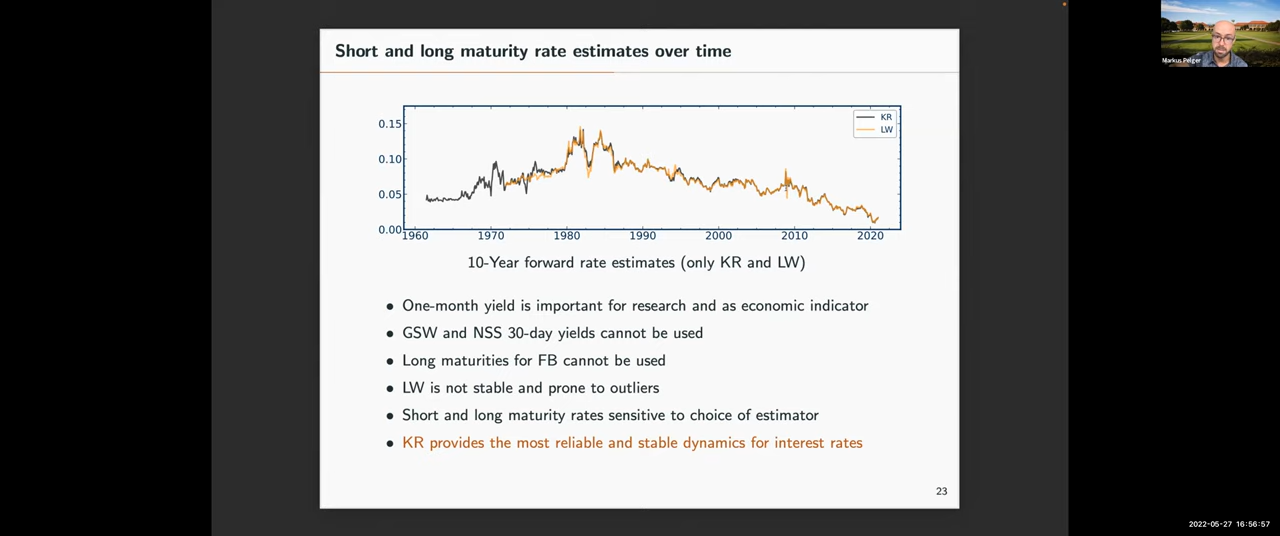 Short and long maturity rate estimates over time
0.15
0.10
0.05
0.00
KR
LW
1960 1970 1980 1990 2000 2010 2020
10-Year forward rate estimates (only KR and LW)
• One-month yield is important for research and as economic indicator
• GSW and NSS 30-day yields cannot be used
• Long maturities for FB cannot be used
• LW is not stable and prone to outliers
• Short and long maturity rates sensitive to choice of estimator
• KR provides the most reliable and stable dynamics for interest rates
23
Markus Pelger
2022-05-27 16:56:57